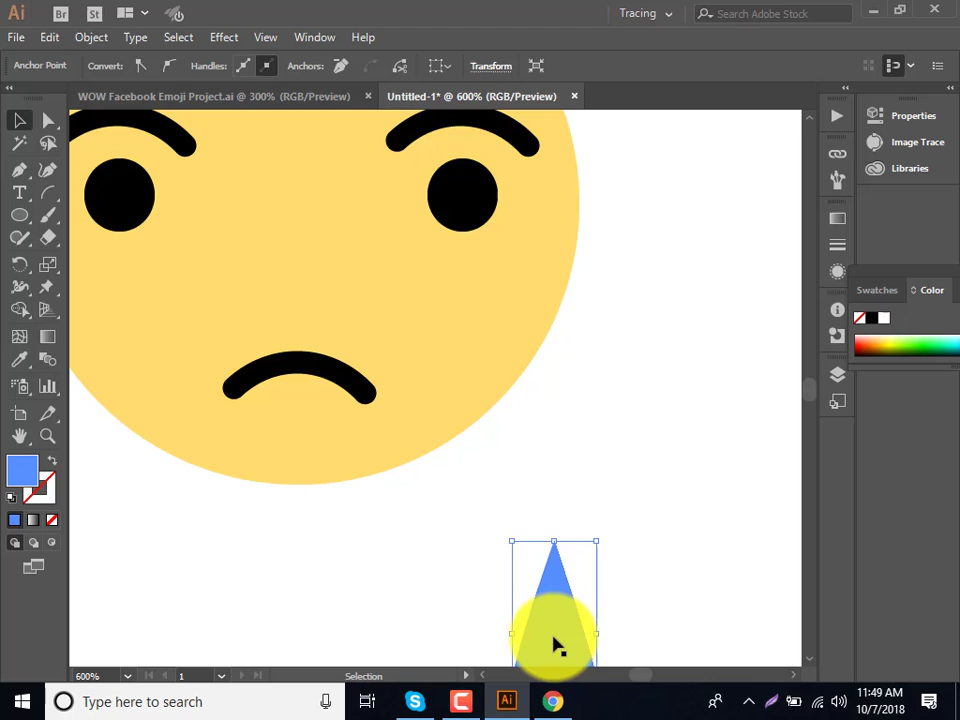 Ai Br St Tracing Search Adobe Stock
File Edit Object Type Select Effect View Window Help
Anchor Point Convert: Handles: Anchors: Transform
WOW Facebook Emoji Project.ai @ 300% (RGB/Preview) × Untitled-1* @ 600% (RGB/Preview) ×
Properties
Image Trace
Libraries
Swatches Color
600% 1 Selection
Type here to search
Ai
11:49 AM
10/7/2018